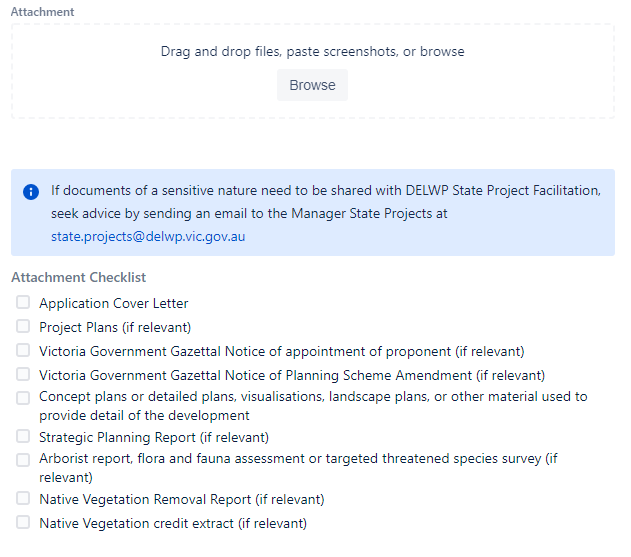 Attachment
Drag and drop files, paste screenshots, or browse
Browse
If documents of a sensitive nature need to be shared with DELWP State Project Facilitation,
seek advice by sending an email to the Manager State Projects at
state.projects@delwp.vic.gov.au
Attachment Checklist
Application Cover Letter
Project Plans (if relevant)
Victoria Government Gazettal Notice of appointment of proponent (if relevant)
Victoria Government Gazettal Notice of Planning Scheme Amendment (if relevant)
Concept plans or detailed plans, visualisations, landscape plans, or other material used to
provide detail of the development
Strategic Planning Report (if relevant)
Arborist report, flora and fauna assessment or targeted threatened species survey (if
relevant)
Native Vegetation Removal Report (if relevant)
Native Vegetation credit extract (if relevant)